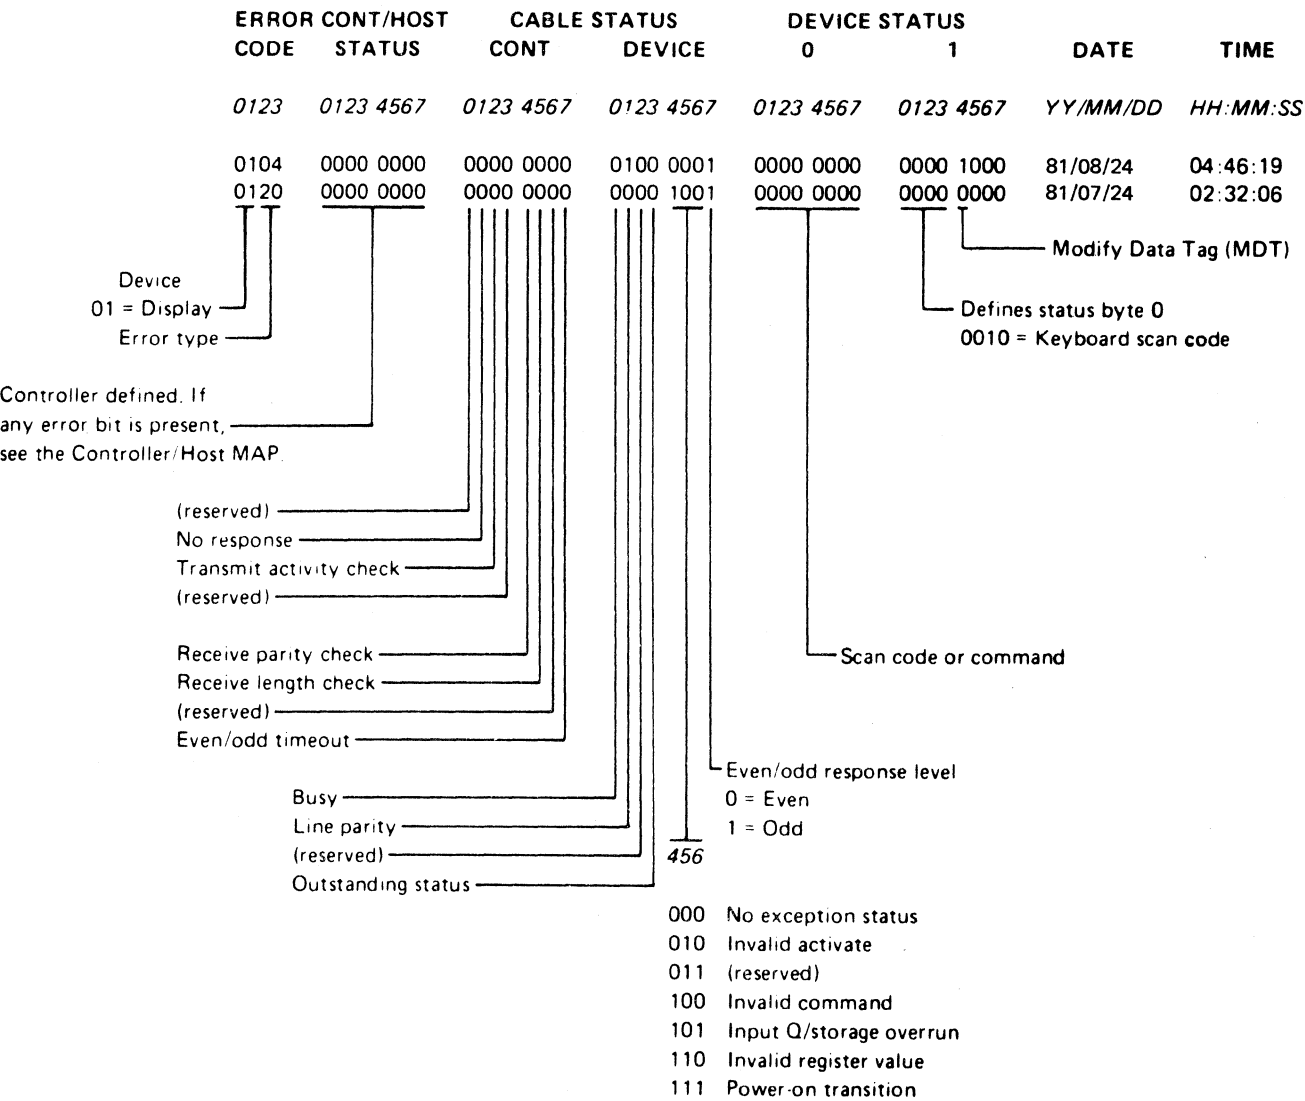 ERROR CONT/HOST CABLE STATUS DEVICE STATUS
CODE STATUS CONT DEVICE 0 1 DATE TIME
0123 0123 4567 0123 4567 0123 4567 0123 4567 0123 4567 YY/MM/DD HH:MM:SS
0104 0000 0000 0000 0000 0100 0001 0000 0000 0000 1000 81/08/24 04:46:19
0120 0000 0000 0000 0000 0000 1001 0000 0000 0000 0000 81/07/24 02:32:06
Modify Data Tag (MDT)
Device
01 = Display
Error type
Defines status byte 0
0010 = Keyboard scan code
Controller defined. If
any error bit is present,
see the Controller/Host MAP.
(reserved)
No response
Transmit activity check
(reserved)
Receive parity check
Receive length check
(reserved)
Even/odd timeout
Scan code or command
Even/odd response level
0 = Even
1 = Odd
Busy
Line parity
(reserved)
Outstanding status
456
000 No exception status
010 Invalid activate
011 (reserved)
100 Invalid command
101 Input Q/storage overrun
110 Invalid register value
111 Power-on transition